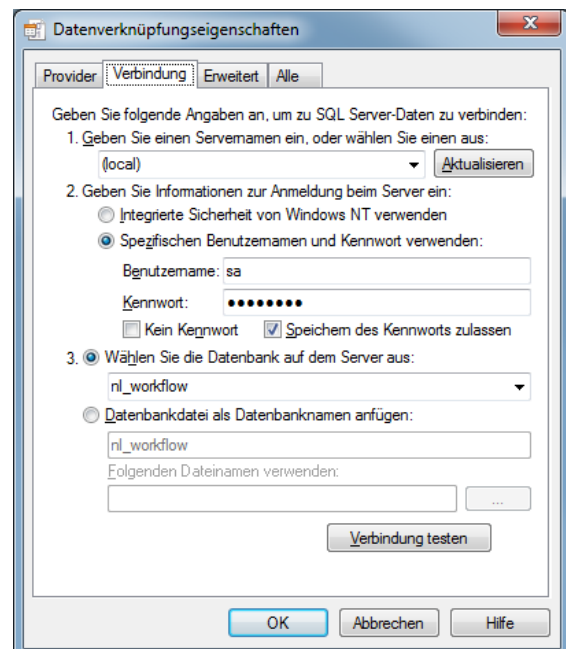 Datenverknüpfungseigenschaften
Provider Verbindung Erweitert Alle
Geben Sie folgende Angaben an, um zu SQL Server-Daten zu verbinden:
1. Geben Sie einen Servernamen ein, oder wählen Sie einen aus:
(local) Aktualisieren
2. Geben Sie Informationen zur Anmeldung beim Server ein:
Integrierte Sicherheit von Windows NT verwenden
Spezifischen Benutzernamen und Kennwort verwenden:
Benutzername: sa
Kennwort: ●●●●●●●●
Kein Kennwort Speichern des Kennworts zulassen
3. Wählen Sie die Datenbank auf dem Server aus:
nl_workflow
Datenbankdatei als Datenbanknamen anfügen:
nl_workflow
Folgenden Dateinamen verwenden:
...
Verbindung testen
OK Abbrechen Hilfe